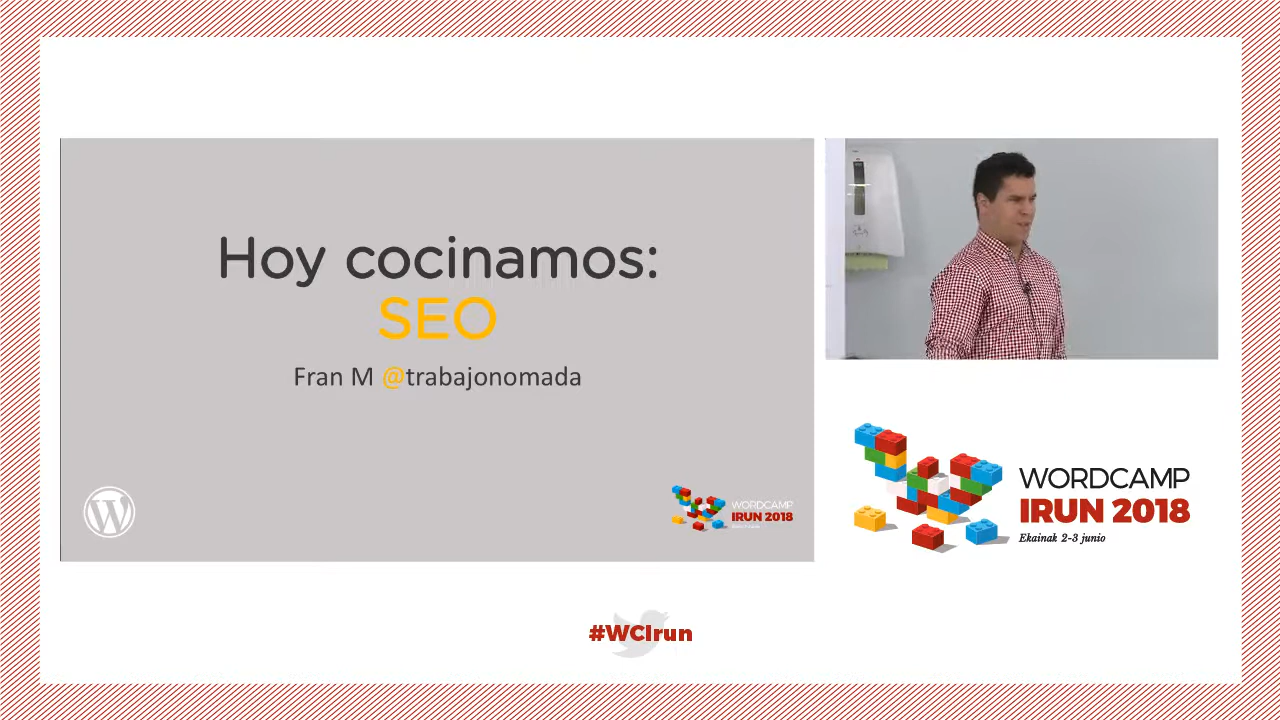 Hoy cocinamos:
SEO
Fran M @trabajonomada
WORDCAMP
IRUN 2018
WORDCAMP
IRUN 2018
Ekainak 2-3 junio
#WCIrun